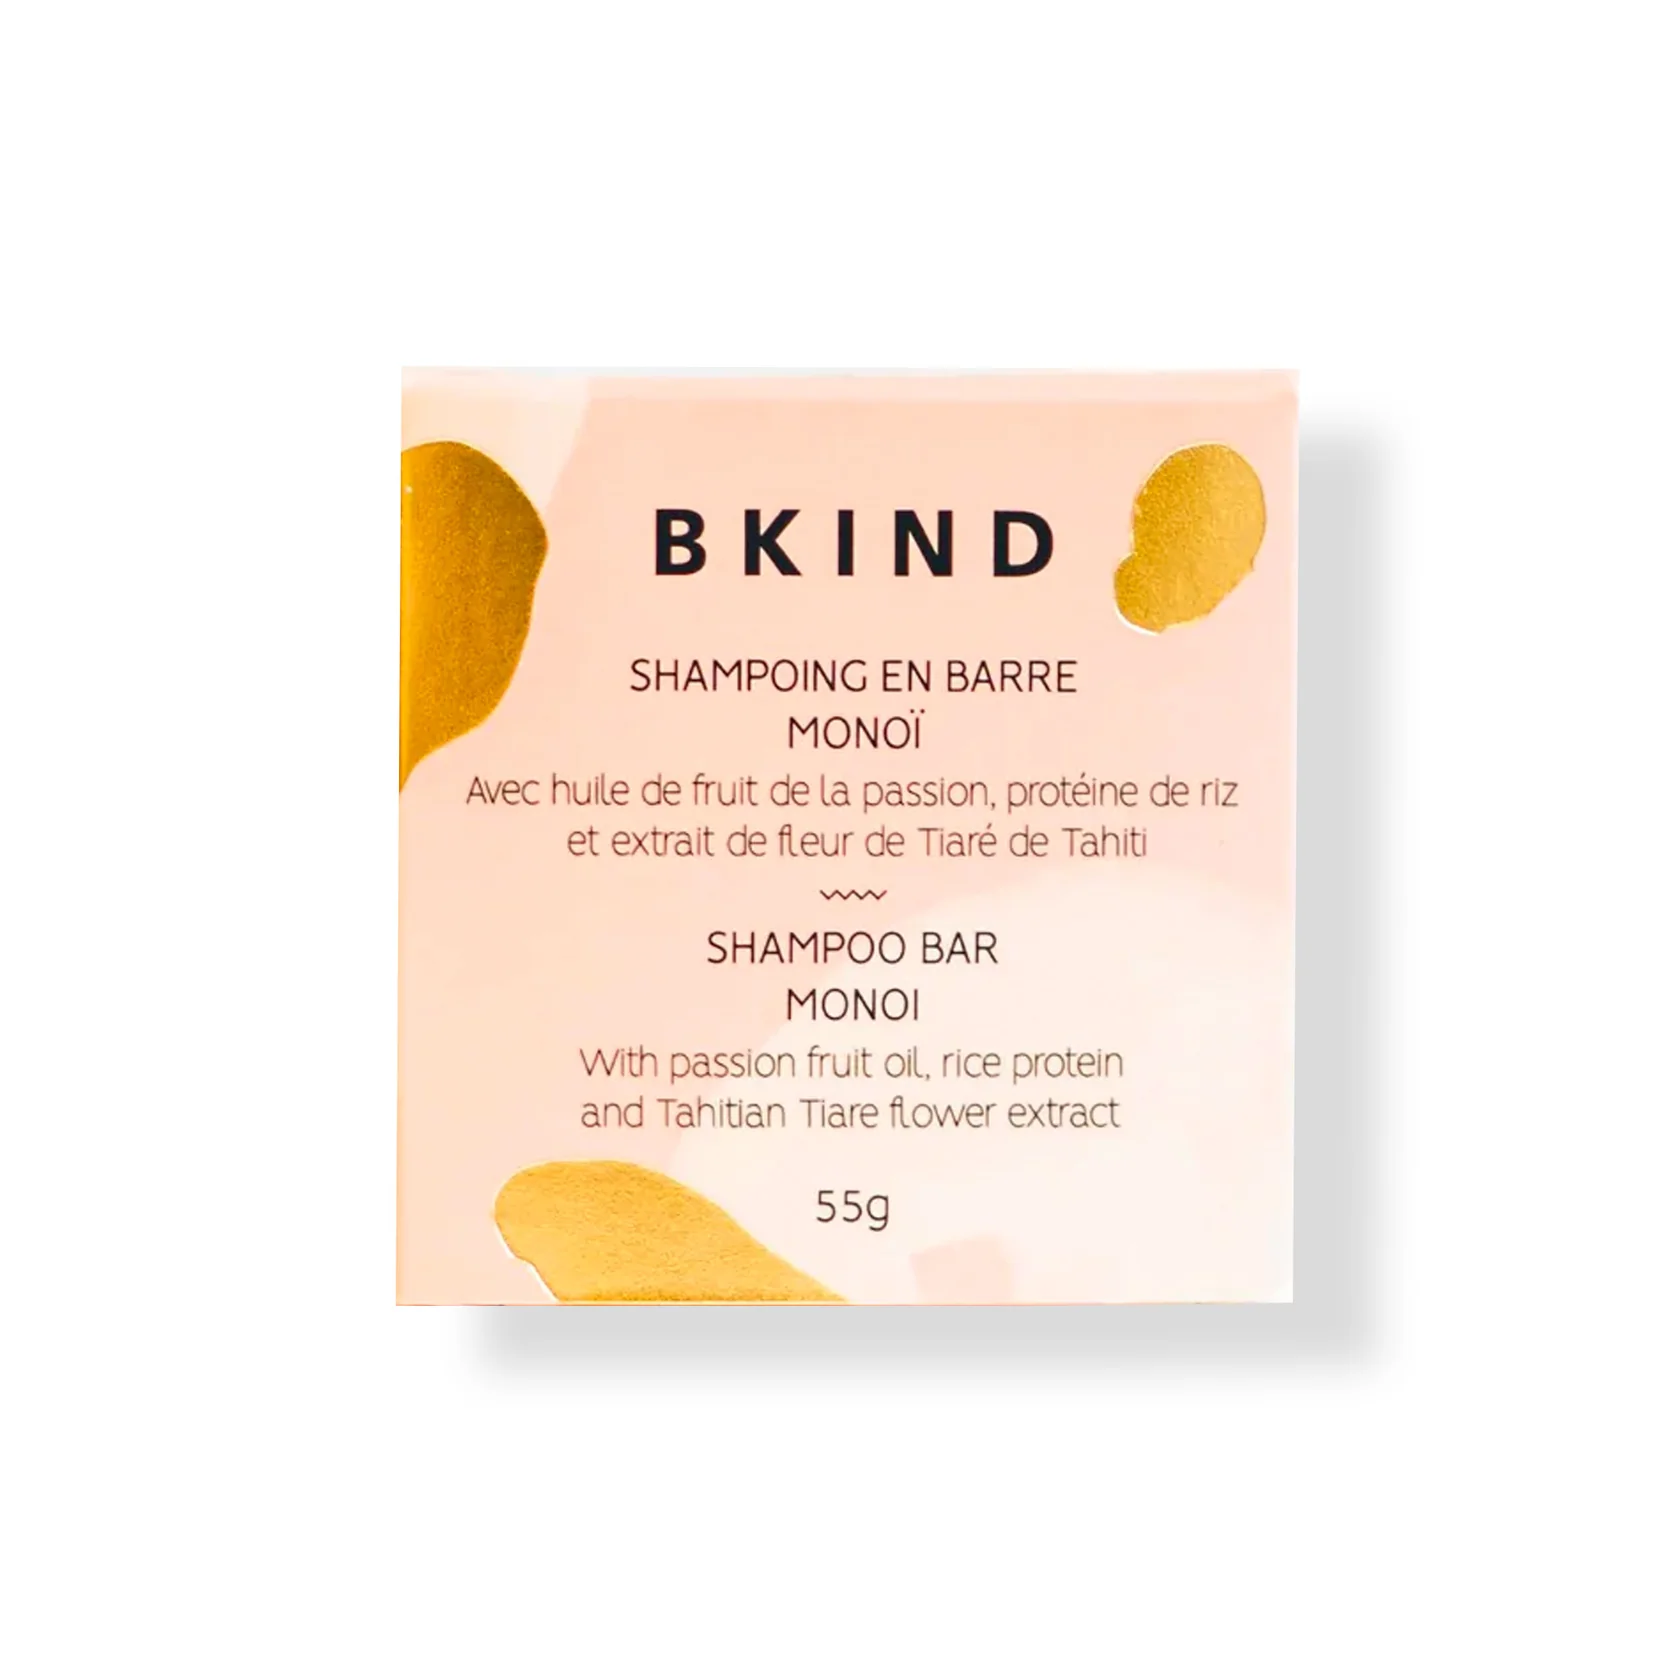 BKIND
SHAMPOING EN BARRE
MONOÏ
Avec huile de fruit de la passion, protéine de riz
et extrait de fleur de Tiaré de Tahiti
SHAMPOO BAR
MONOI
With passion fruit oil, rice protein
and Tahitian Tiare flower extract
55g